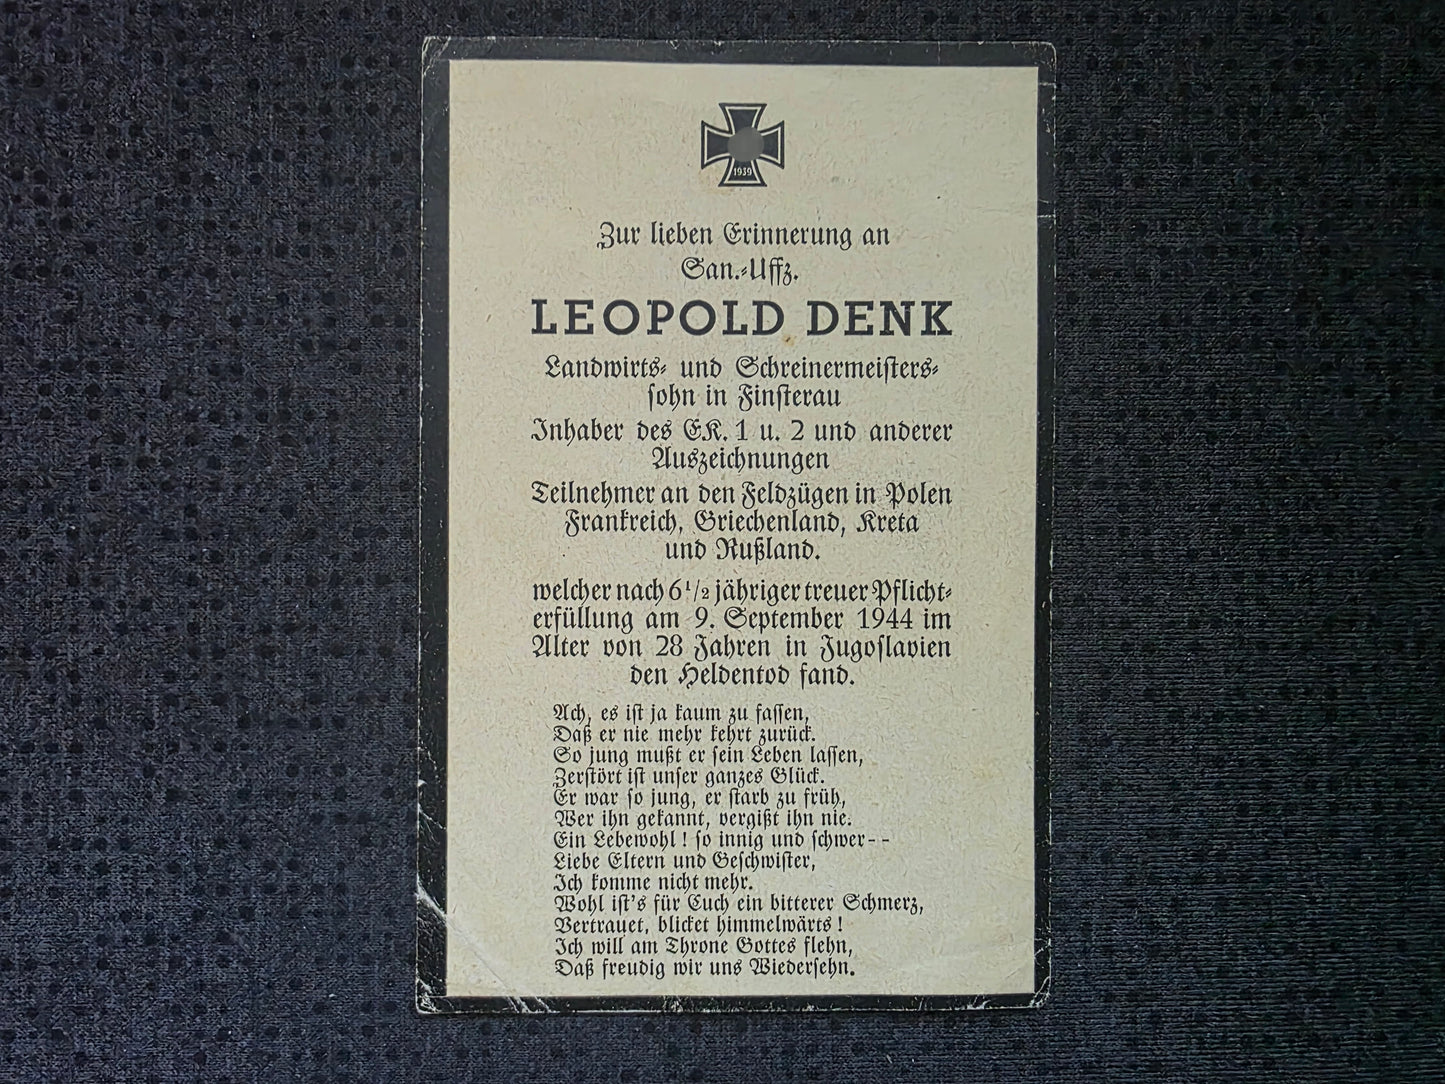 1939
Zur lieben Erinnerung an
San.-Uffz.
LEOPOLD DENK
Landwirts- und Schreinermeisters-
sohn in Finsterau
Inhaber des EK. 1 u. 2 und anderer
Auszeichnungen
Teilnehmer an den Feldzügen in Polen
Frankreich, Griechenland, Kreta
und Rußland.
welcher nach 6 1/2 jähriger treuer Pflicht-
erfüllung am 9. September 1944 im
Alter von 28 Jahren in Jugoslavien
den Heldentod fand.
Ach, es ist ja kaum zu fassen,
Daß er nie mehr kehrt zurück.
So jung mußt er sein Leben lassen,
Zerstört ist unser ganzes Glück.
Er war so jung, er starb zu früh,
Wer ihn gekannt, vergißt ihn nie.
Ein Lebewohl! so innig und schwer--
Liebe Eltern und Geschwister,
Ich komme nicht mehr.
Wohl ist's für Euch ein bitterer Schmerz,
Vertrauet, blicket himmelwärts!
Ich will am Throne Gottes flehn,
Daß freudig wir uns Wiedersehn.